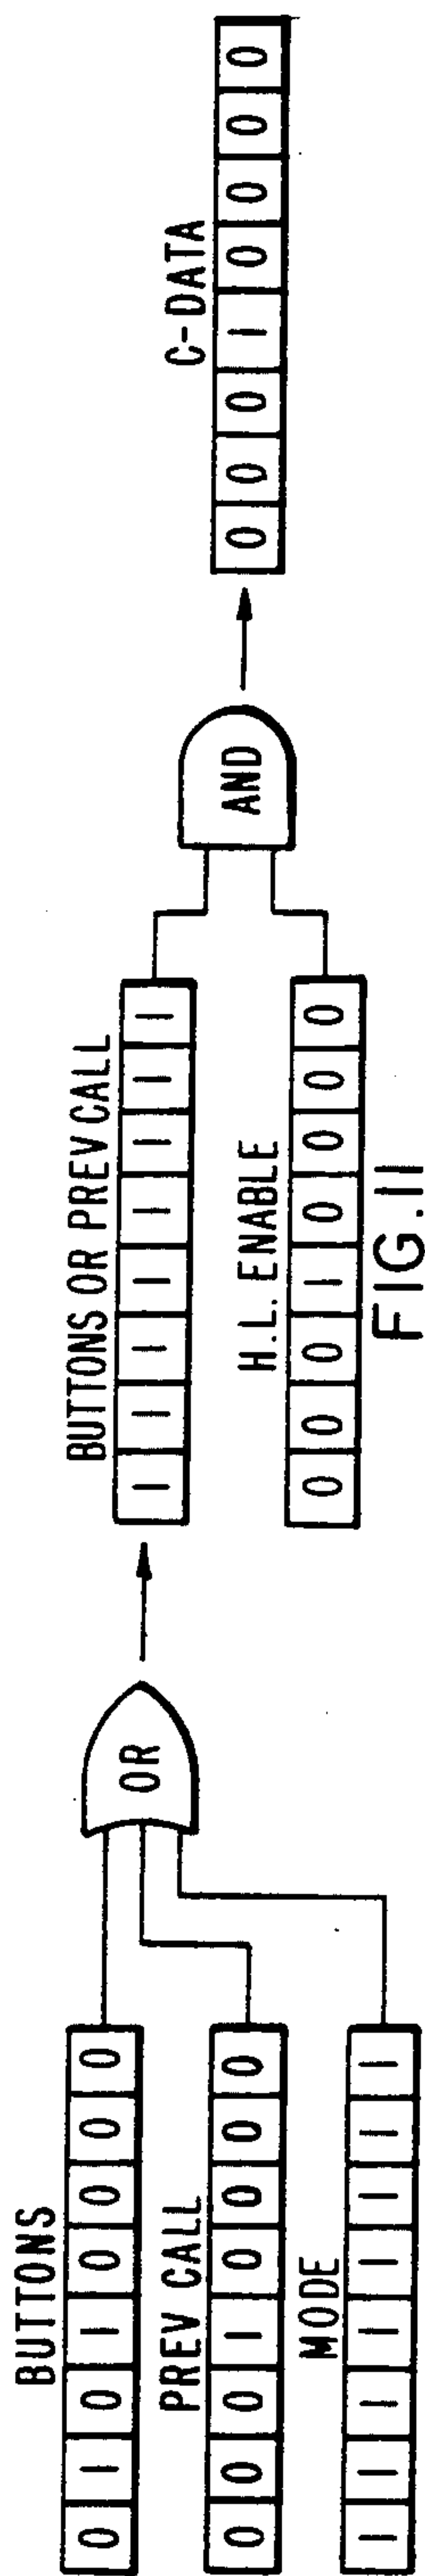 BUTTONS
0 1 0 1 0 0 0 0
PREV CALL
0 0 0 1 0 0 0 0
MODE
1 1 1 1 1 1 1 1
OR
BUTTONS OR PREV CALL
1 1 1 1 1 1 1 1
H.L. ENABLE
0 0 0 1 0 0 0 0
AND
C-DATA
0 0 0 1 0 0 0 0
FIG.11